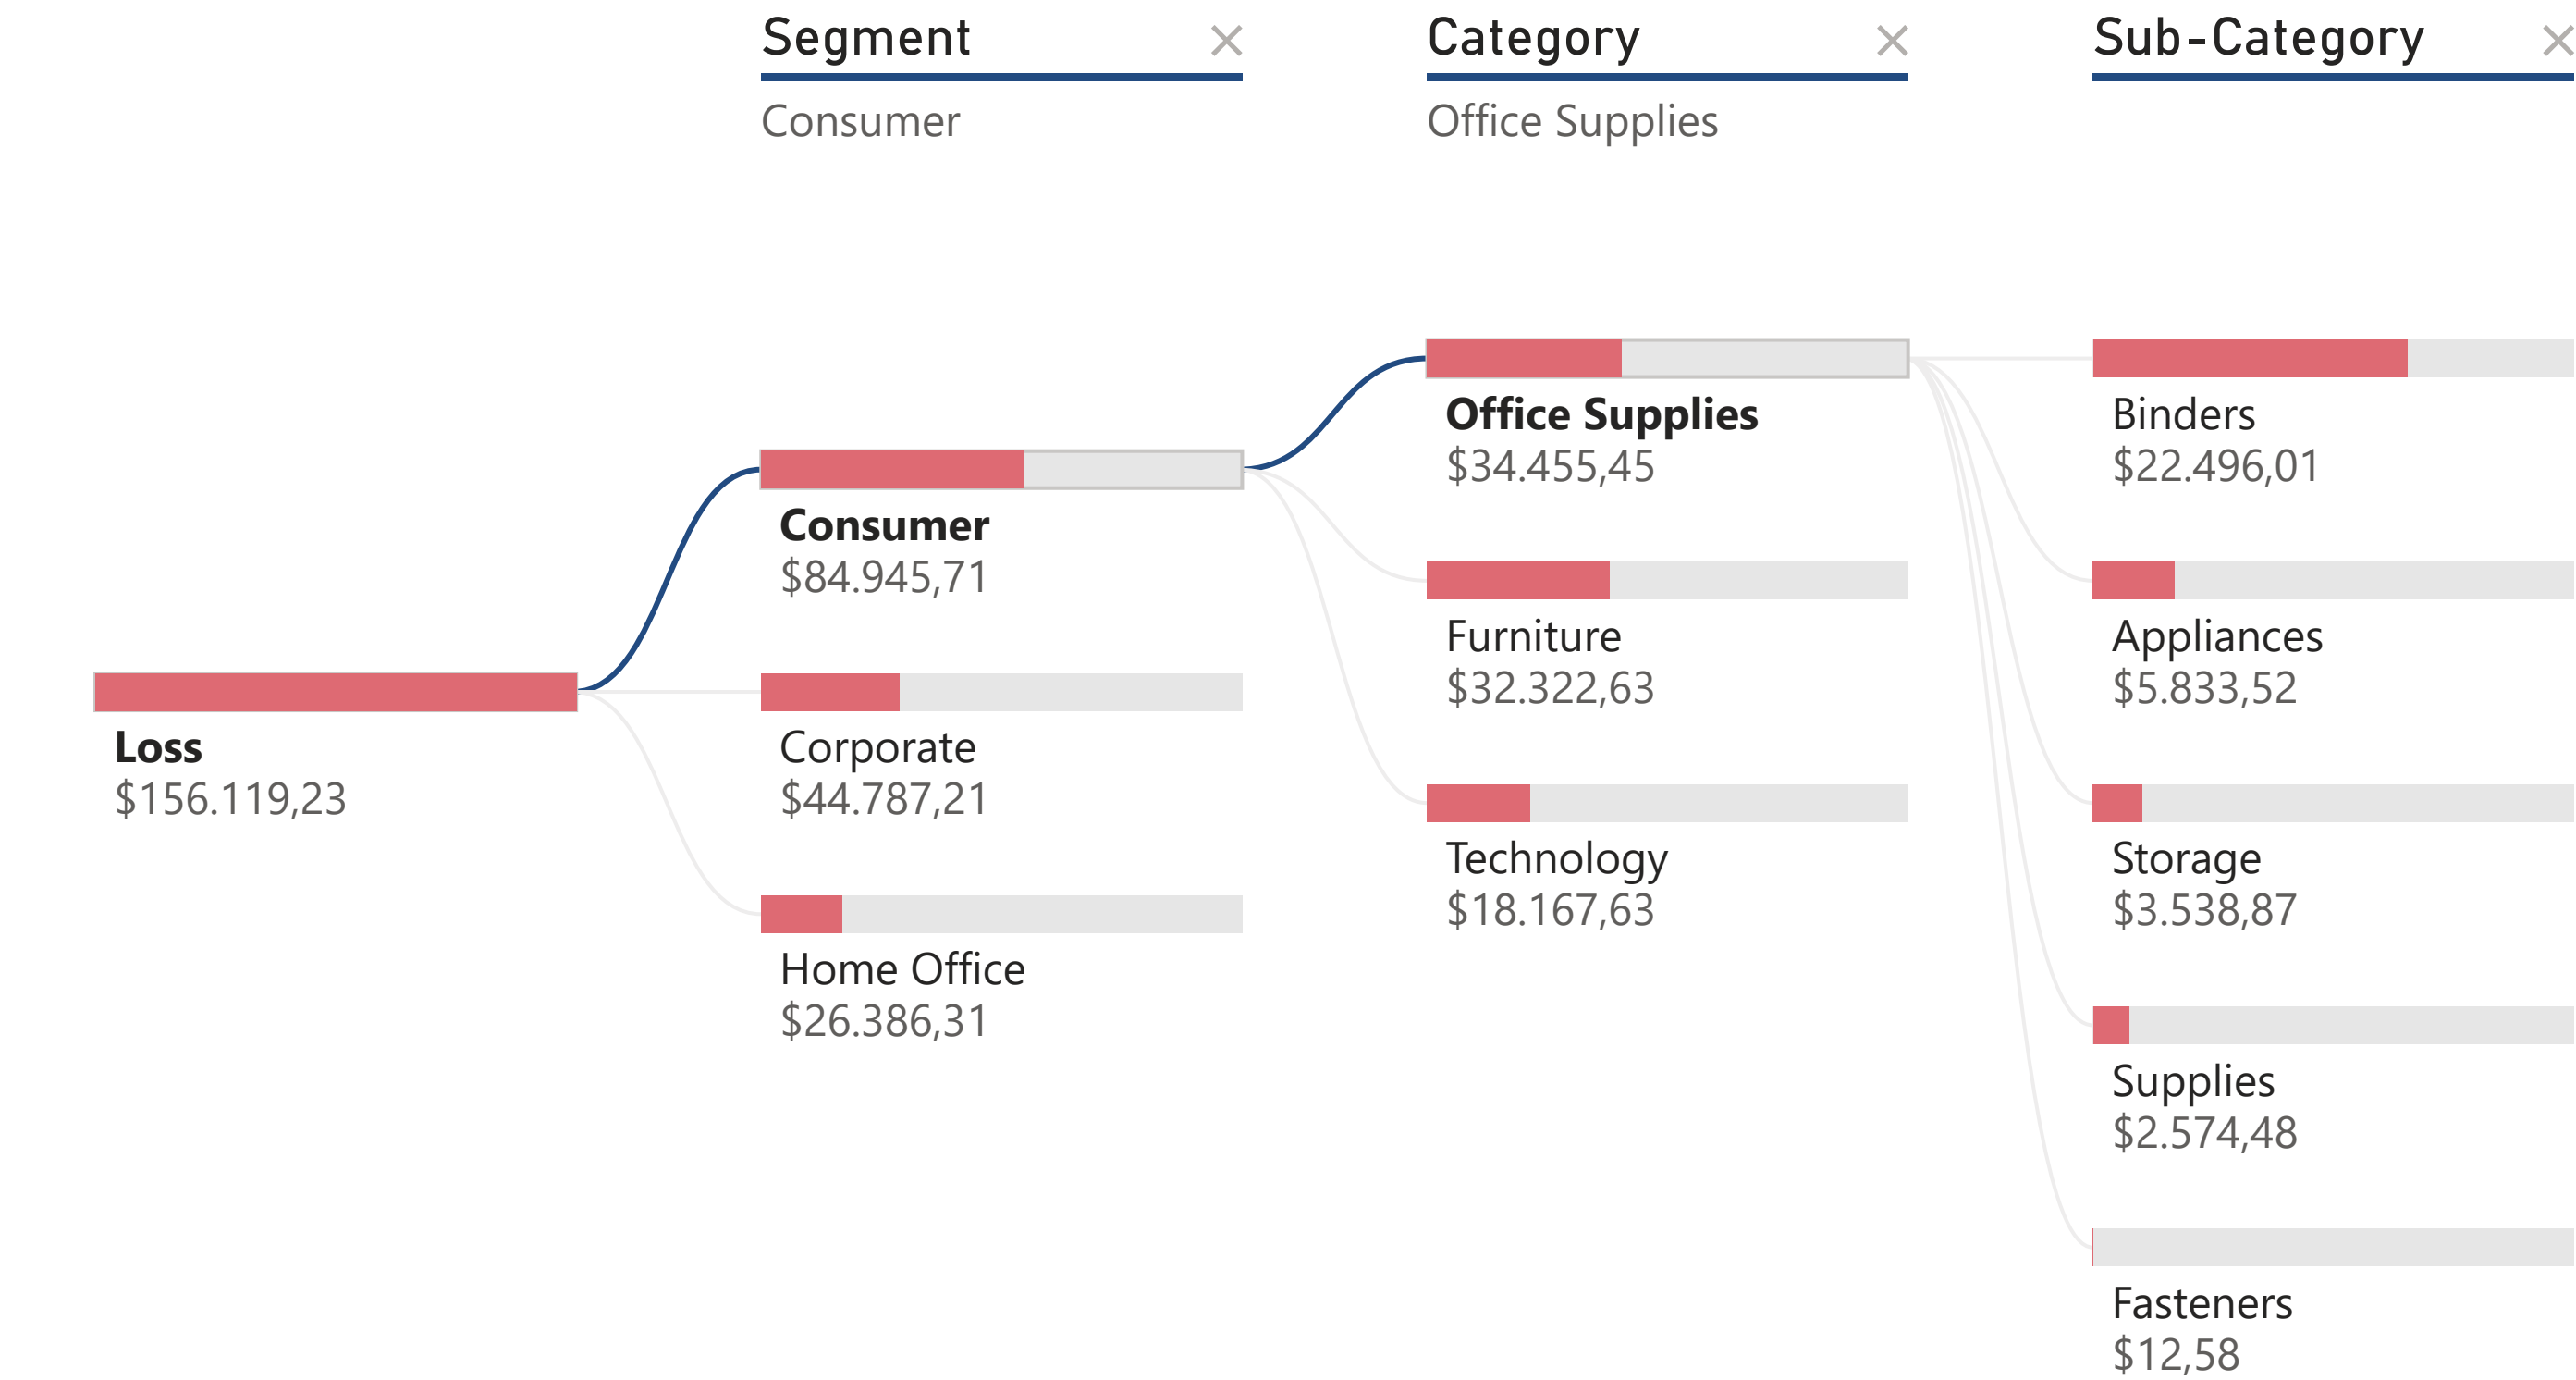 Segment
Consumer
Category
Office Supplies
Sub-Category
Loss
$156.119,23
Consumer
$84.945,71
Corporate
$44.787,21
Home Office
$26.386,31
Office Supplies
$34.455,45
Furniture
$32.322,63
Technology
$18.167,63
Binders
$22.496,01
Appliances
$5.833,52
Storage
$3.538,87
Supplies
$2.574,48
Fasteners
$12,58